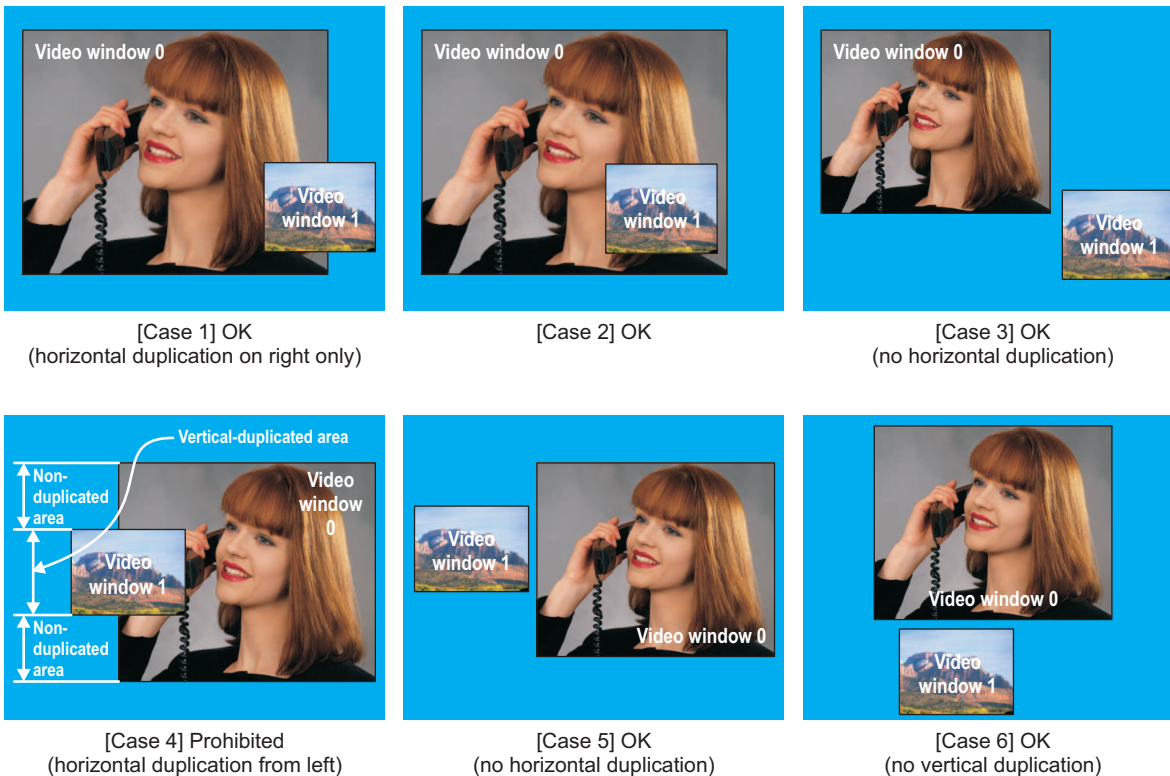 Video window 0
Video
window 1
[Case 1] OK
(horizontal duplication on right only)
Video window 0
Video
window 1
[Case 2] OK
Video window 0
Video
window 1
[Case 3] OK
(no horizontal duplication)
Vertical-duplicated area
Non-
duplicated
area
Video
window
0
Video
window 1
Non-
duplicated
area
[Case 4] Prohibited
(horizontal duplication from left)
Video
window 1
Video window 0
[Case 5] OK
(no horizontal duplication)
Video window 0
Video
window 1
[Case 6] OK
(no vertical duplication)